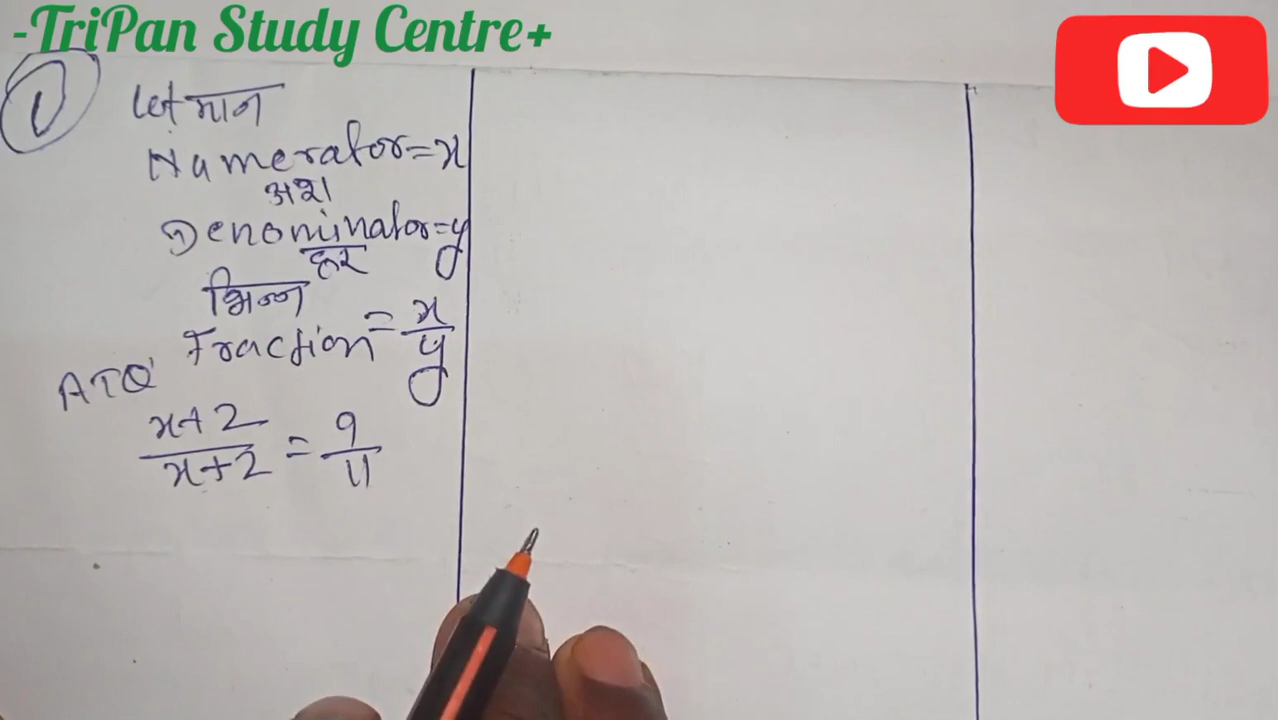 -TriPan Study Centre+
1
Let मान
Numerator=x
अंश
Denominator=y
हर
भिन्न
Fraction = x/y
ATQ'
x+2/x+2 = 9/11